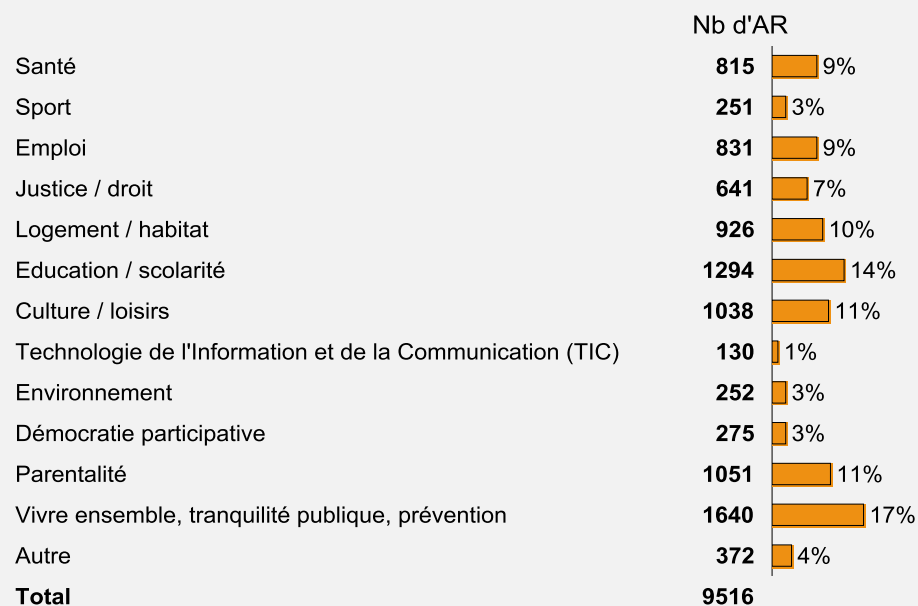 Nb d'AR
Santé 815 9%
Sport 251 3%
Emploi 831 9%
Justice / droit 641 7%
Logement / habitat 926 10%
Education / scolarité 1294 14%
Culture / loisirs 1038 11%
Technologie de l'Information et de la Communication (TIC) 130 1%
Environnement 252 3%
Démocratie participative 275 3%
Parentalité 1051 11%
Vivre ensemble, tranquilité publique, prévention 1640 17%
Autre 372 4%
Total 9516